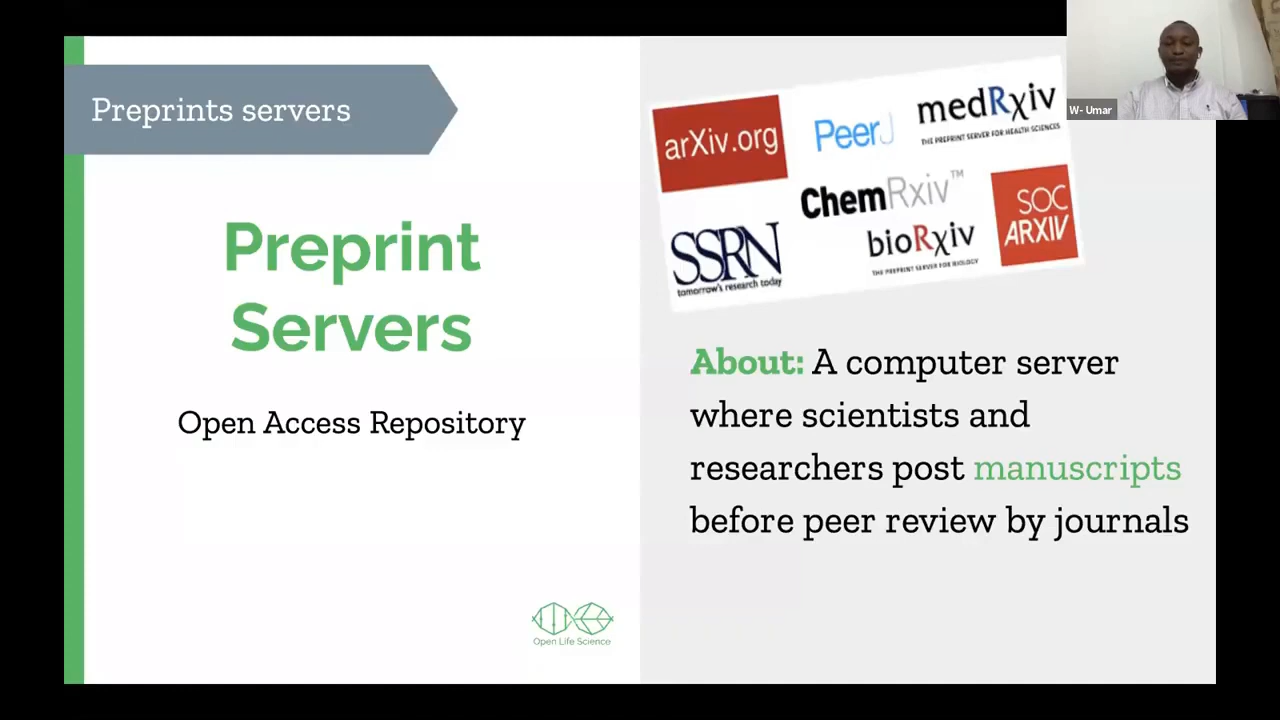 Preprints servers
Preprint
Servers
Open Access Repository
Open Life Science
arXiv.org
PeerJ
medRxiv
THE PREPRINT SERVER FOR HEALTH SCIENCES
ChemRxiv™
SSRN
tomorrow's research today
bioRxiv
THE PREPRINT SERVER FOR BIOLOGY
SOC
ARXIV
About: A computer server
where scientists and
researchers post manuscripts
before peer review by journals
W- Umar